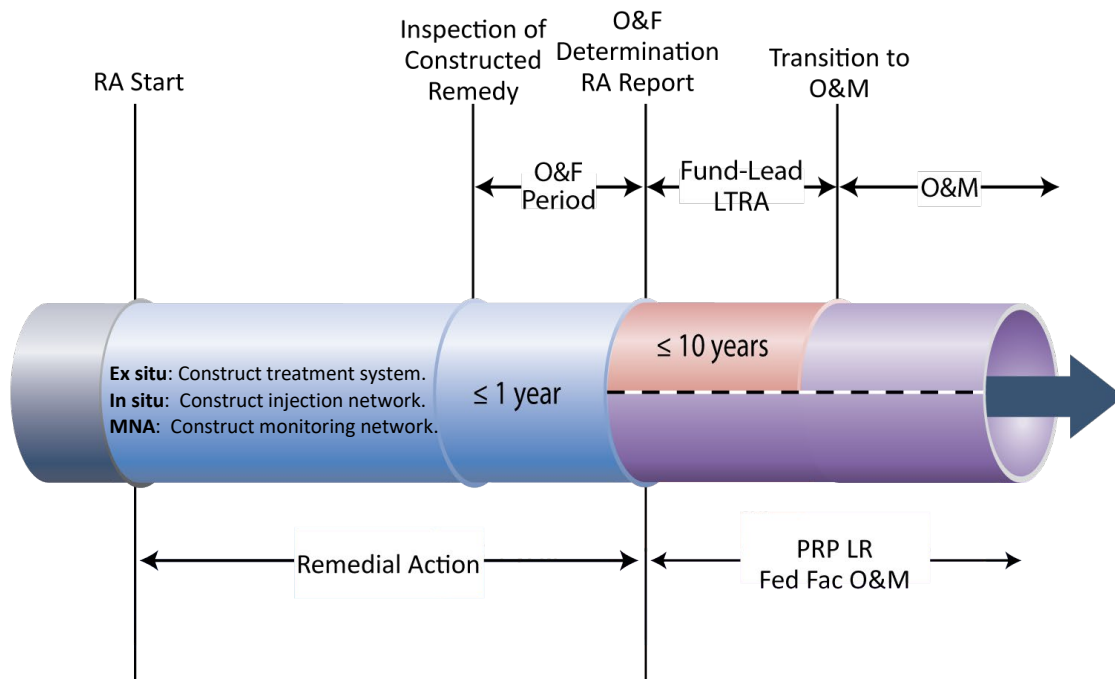 RA Start
Inspection of
Constructed
Remedy
O&F
Determination
RA Report
Transition to
O&M
O&F
Period
Fund-Lead
LTRA
O&M
Ex situ: Construct treatment system.
In situ: Construct injection network.
MNA: Construct monitoring network.
≤ 1 year
≤ 10 years
Remedial Action
PRP LR
Fed Fac O&M